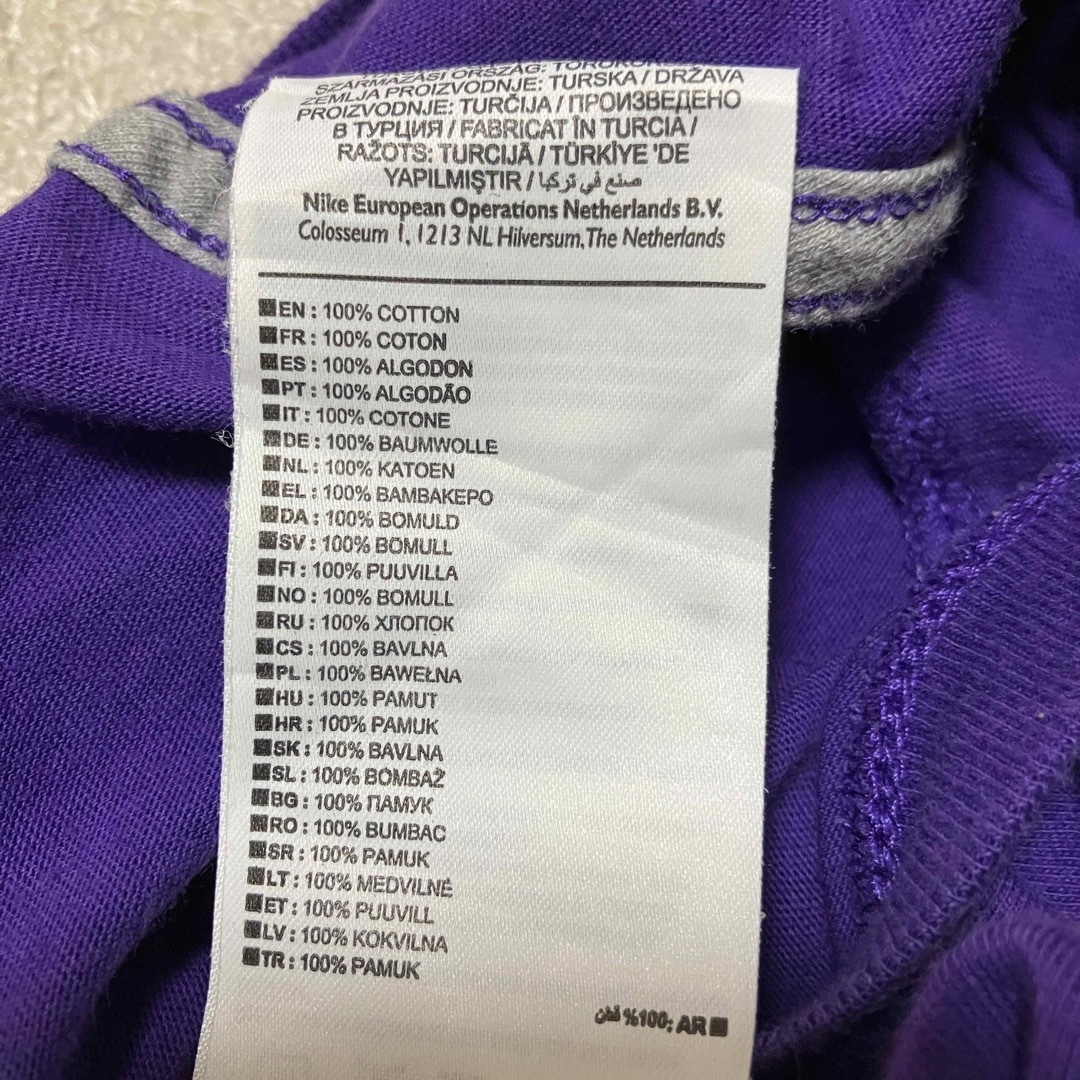 SZÁRMAZÁSI ORSZÁG:
ZEMLJA PROIZVODNJE: TURSKA / DRŽAVA
PROIZVODNJE: TURČIJA / ПРОИЗВЕДЕНО
В ТУРЦИЯ / FABRICAT ÎN TURCIA /
RAŽOTS: TURCIJĀ / TÜRKİYE 'DE
YAPILMIŞTIR / صنع في تركيا
Nike European Operations Netherlands B.V.
Colosseum 1, 1213 NL Hilversum, The Netherlands
EN : 100% COTTON
FR : 100% COTON
ES : 100% ALGODON
PT : 100% ALGODÃO
IT : 100% COTONE
DE : 100% BAUMWOLLE
NL : 100% KATOEN
EL : 100% ΒΑΜΒΑΚΕΡΟ
DA : 100% BOMULD
SV : 100% BOMULL
FI : 100% PUUVILLA
NO : 100% BOMULL
RU : 100% ХЛОПОК
CS : 100% BAVLNA
PL : 100% BAWEŁNA
HU : 100% PAMUT
HR : 100% PAMUK
SK : 100% BAVLNA
SL : 100% BOMBAŽ
BG : 100% ПАМУК
RO : 100% BUMBAC
SR : 100% PAMUK
LT : 100% MEDVILNĖ
ET : 100% PUUVILL
LV : 100% KOKVILNA
TR : 100% PAMUK
قطن %100: AR